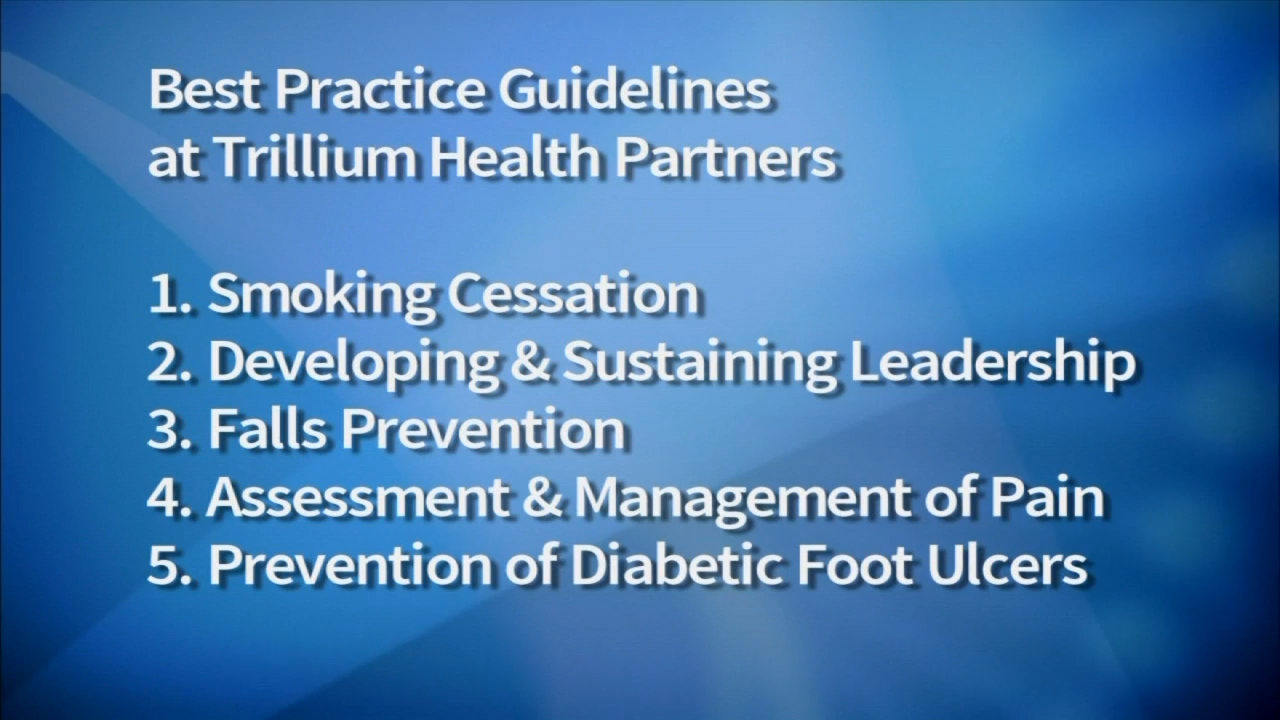 Best Practice Guidelines
at Trillium Health Partners
1. Smoking Cessation
2. Developing & Sustaining Leadership
3. Falls Prevention
4. Assessment & Management of Pain
5. Prevention of Diabetic Foot Ulcers